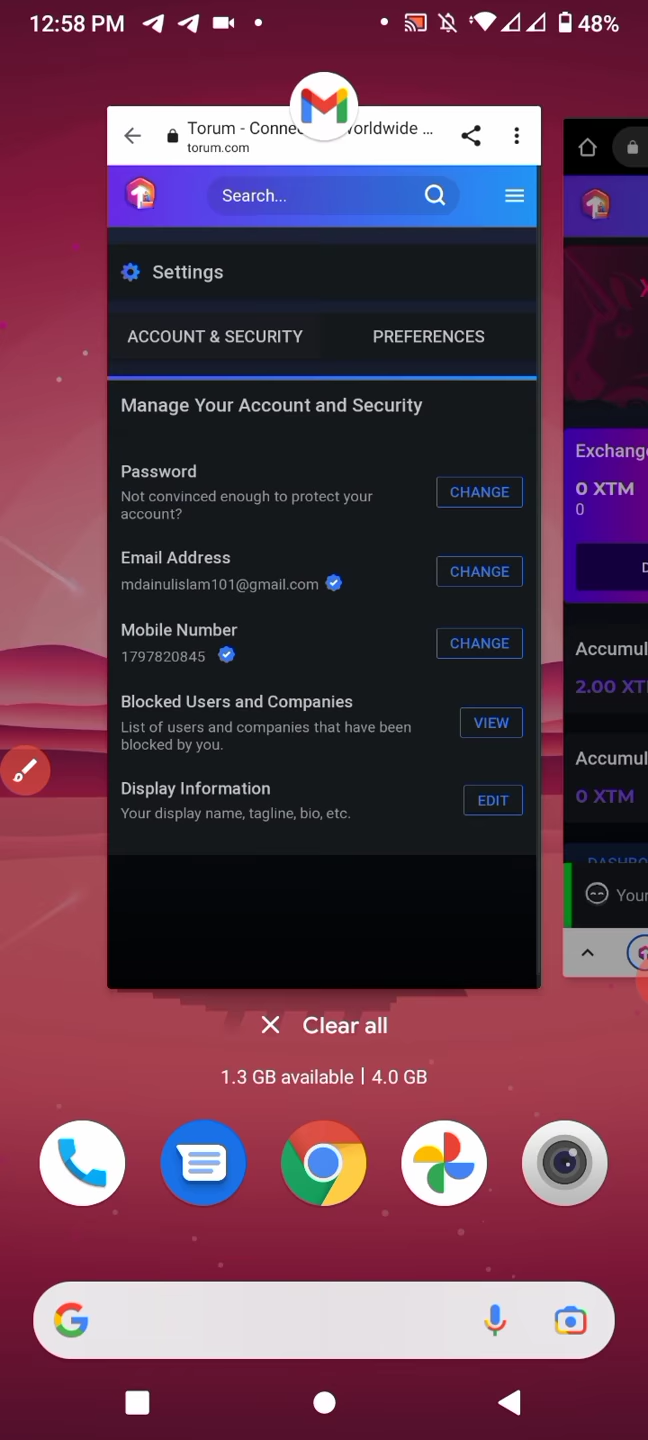 12:58 PM
48%
Torum - Connec orldwide ...
torum.com
Search...
Settings
ACCOUNT & SECURITY
PREFERENCES
Manage Your Account and Security
Password
Not convinced enough to protect your
account?
CHANGE
Email Address
mdainulislam101@gmail.com
CHANGE
Mobile Number
1797820845
CHANGE
Blocked Users and Companies
List of users and companies that have been
blocked by you.
VIEW
Display Information
Your display name, tagline, bio, etc.
EDIT
Exchang
0 XTM
0
D
Accumul
2.00 XT
Accumul
0 XTM
DASHBO
Your
Clear all
1.3 GB available | 4.0 GB